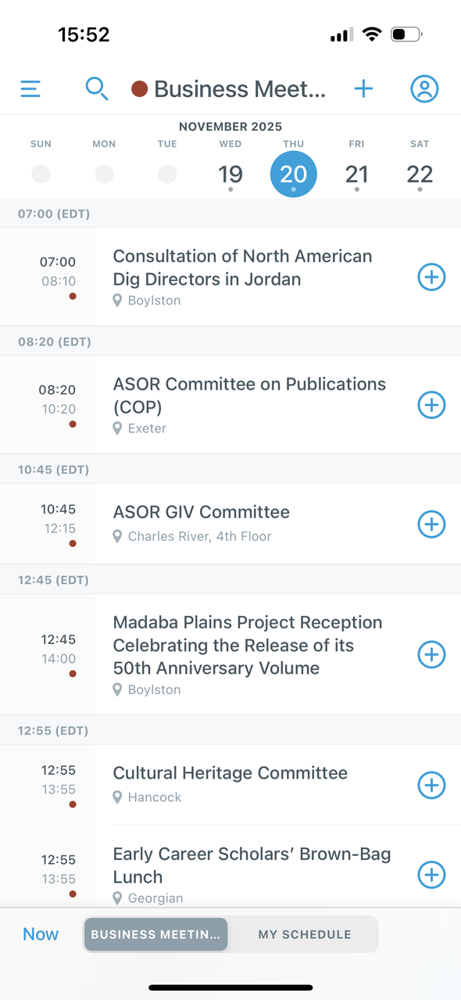 15:52
Business Meet...
NOVEMBER 2025
SUN MON TUE WED THU FRI SAT
19 20 21 22
07:00 (EDT)
07:00
08:10
Consultation of North American
Dig Directors in Jordan
Boylston
08:20 (EDT)
08:20
10:20
ASOR Committee on Publications
(COP)
Exeter
10:45 (EDT)
10:45
12:15
ASOR GIV Committee
Charles River, 4th Floor
12:45 (EDT)
12:45
14:00
Madaba Plains Project Reception
Celebrating the Release of its
50th Anniversary Volume
Boylston
12:55 (EDT)
12:55
13:55
Cultural Heritage Committee
Hancock
12:55
13:55
Early Career Scholars’ Brown-Bag
Lunch
Georgian
Now
BUSINESS MEETIN...
MY SCHEDULE